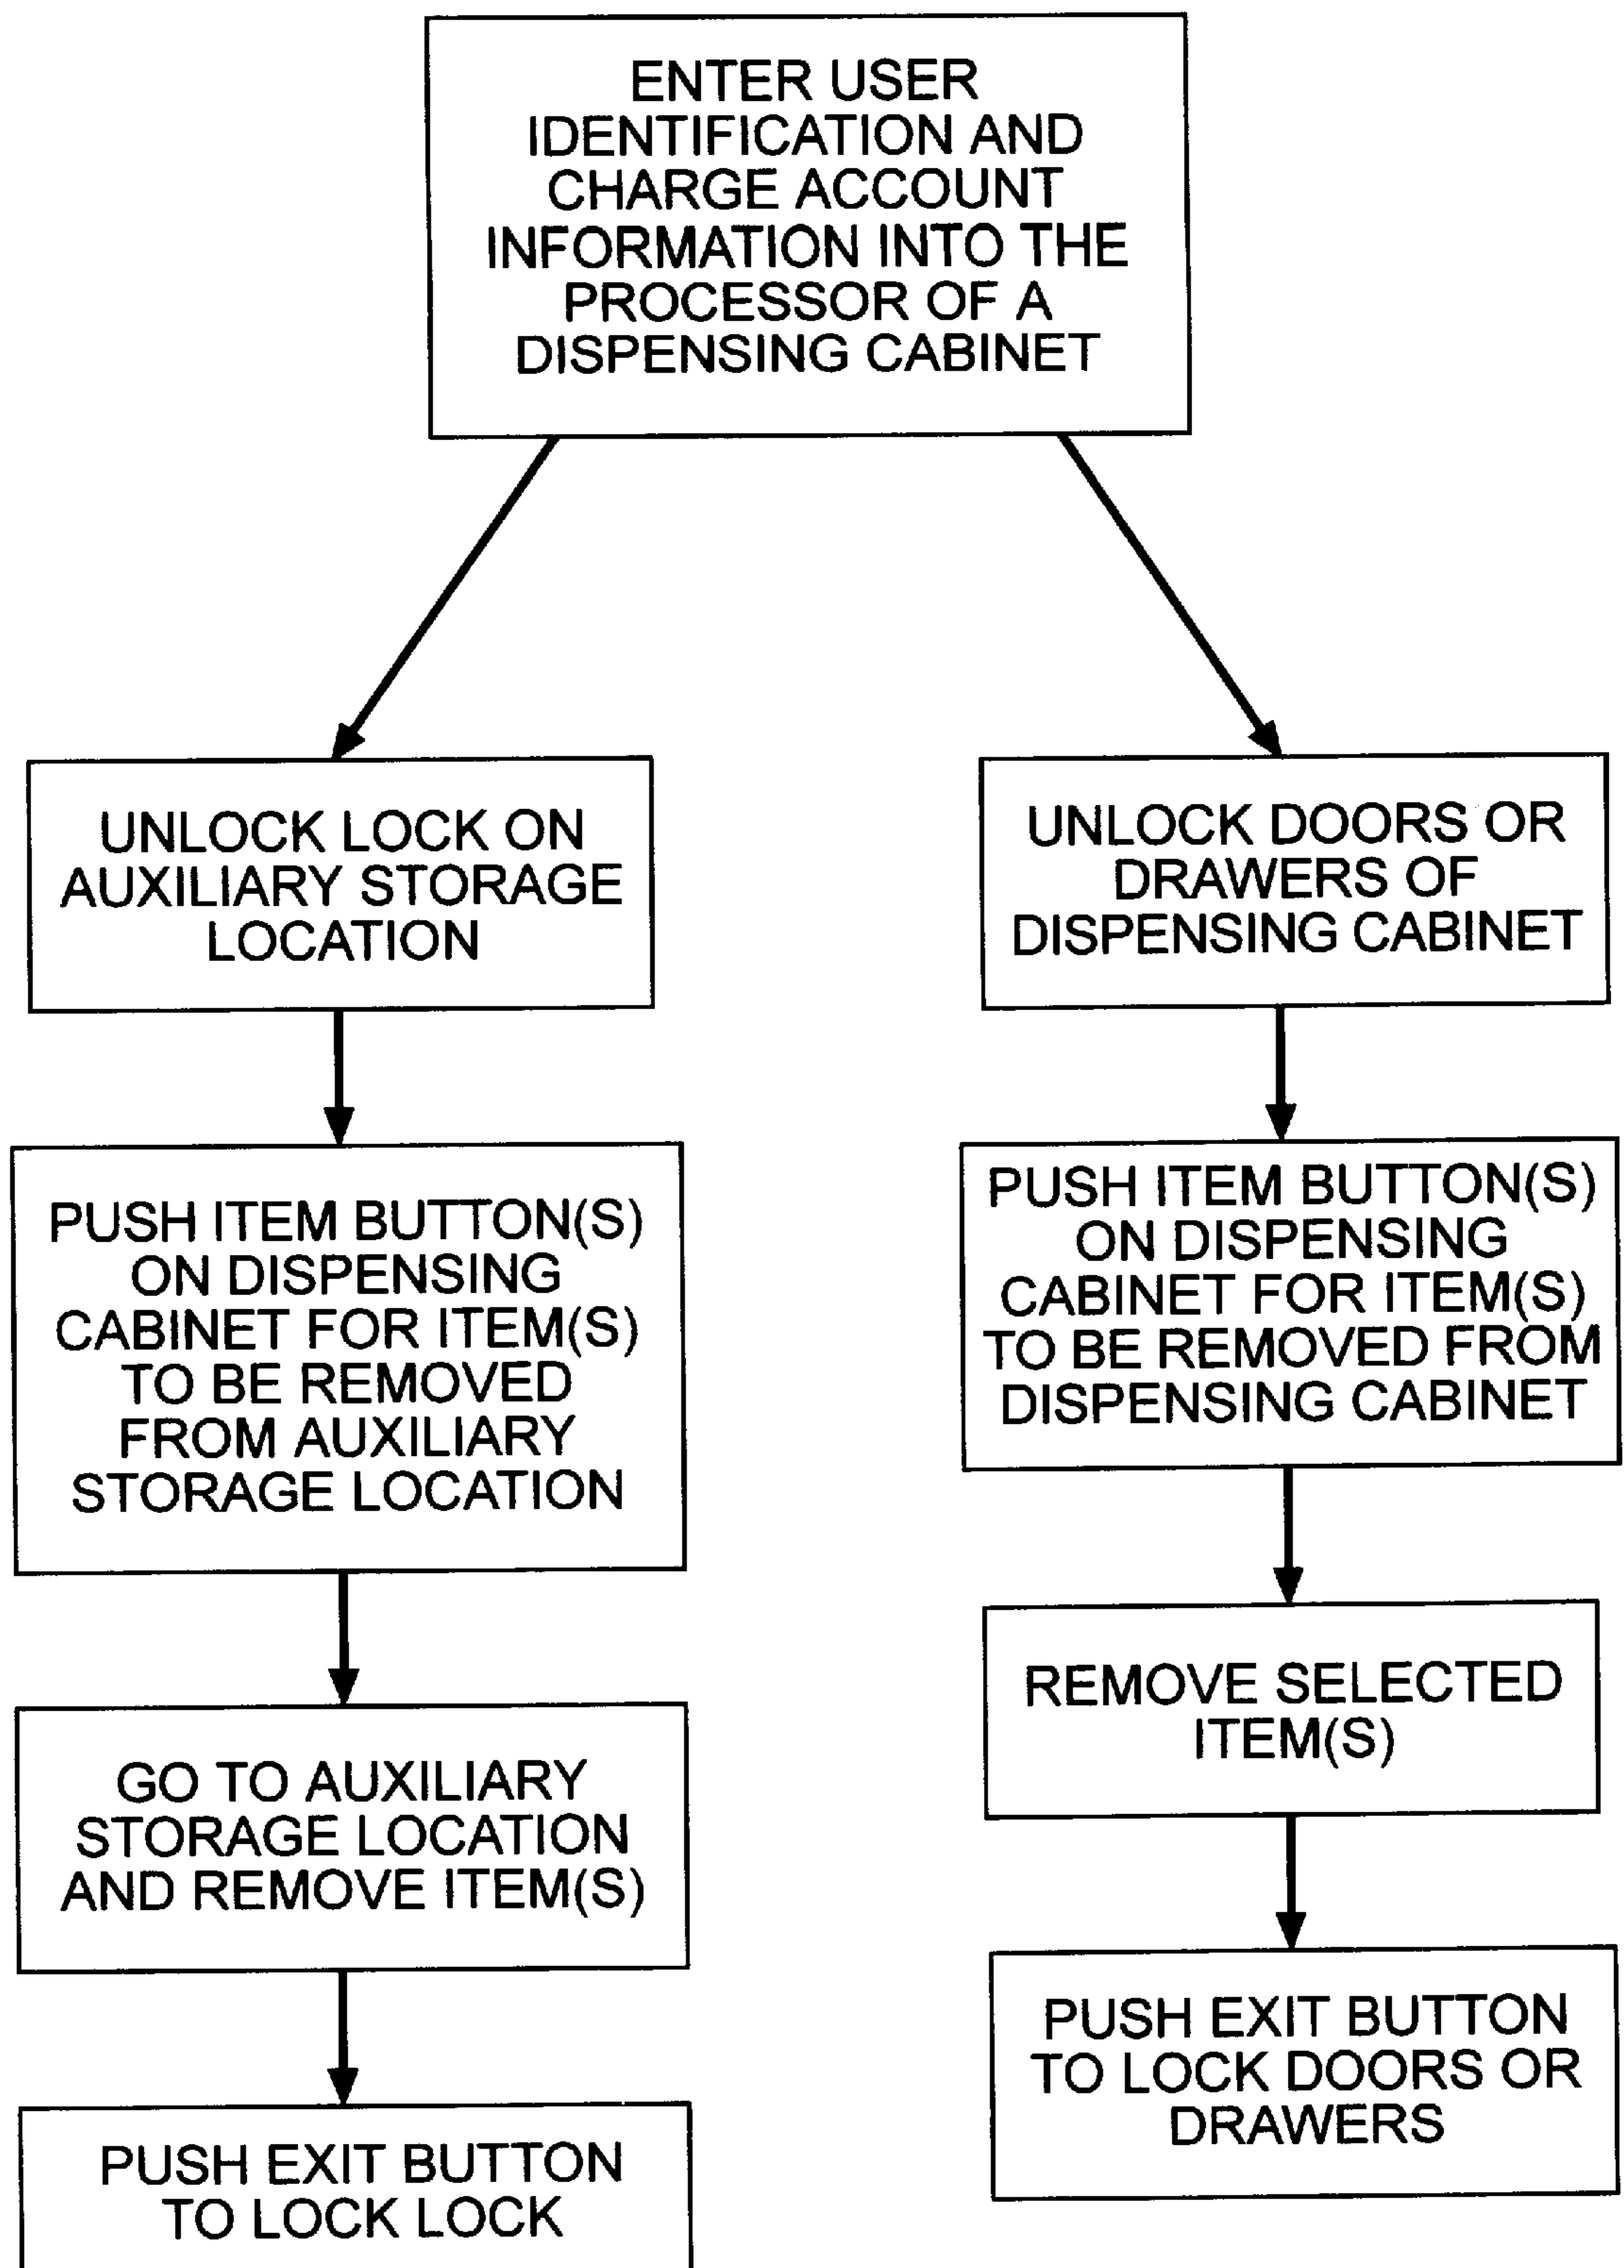 ENTER USER
IDENTIFICATION AND
CHARGE ACCOUNT
INFORMATION INTO THE
PROCESSOR OF A
DISPENSING CABINET
UNLOCK LOCK ON
AUXILIARY STORAGE
LOCATION
PUSH ITEM BUTTON(S)
ON DISPENSING
CABINET FOR ITEM(S)
TO BE REMOVED
FROM AUXILIARY
STORAGE LOCATION
GO TO AUXILIARY
STORAGE LOCATION
AND REMOVE ITEM(S)
PUSH EXIT BUTTON
TO LOCK LOCK
UNLOCK DOORS OR
DRAWERS OF
DISPENSING CABINET
PUSH ITEM BUTTON(S)
ON DISPENSING
CABINET FOR ITEM(S)
TO BE REMOVED FROM
DISPENSING CABINET
REMOVE SELECTED
ITEM(S)
PUSH EXIT BUTTON
TO LOCK DOORS OR
DRAWERS